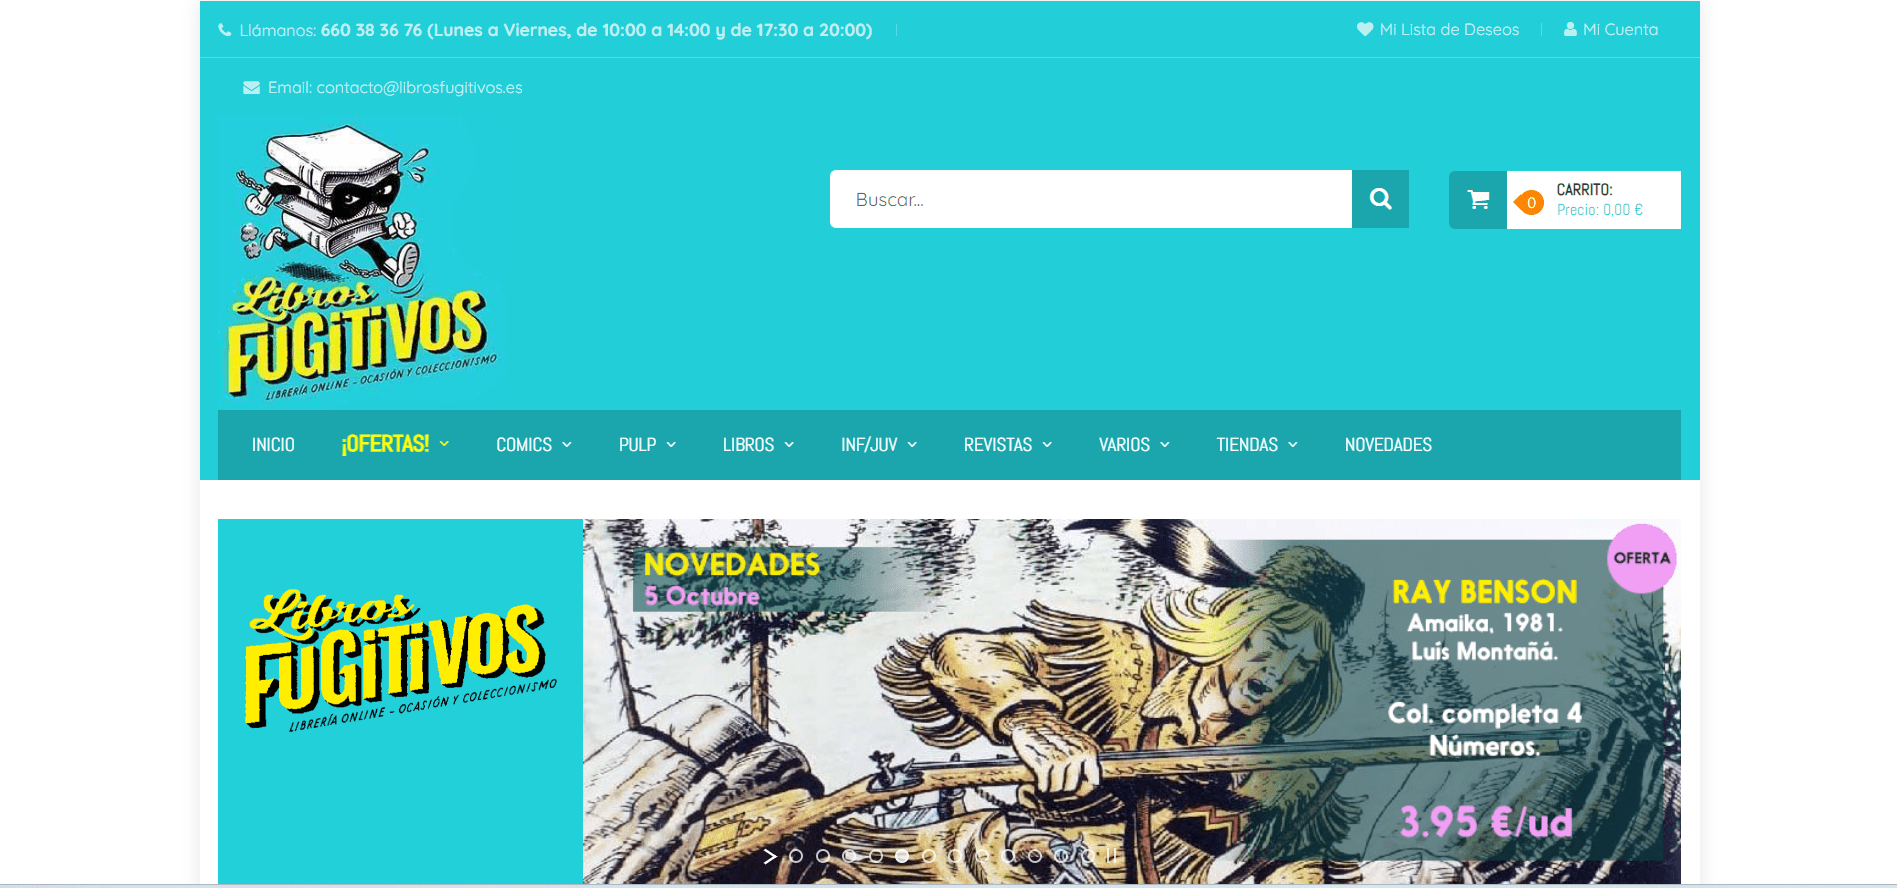 Llámanos: 660 38 36 76 (Lunes a Viernes, de 10:00 a 14:00 y de 17:30 a 20:00)
Mi Lista de Deseos
Mi Cuenta
Email: contacto@librosfugitivos.es
Libros
FUGITIVOS
LIBRERÍA ONLINE - OCASIÓN Y COLECCIONISMO
Buscar...
0
CARRITO:
Precio: 0,00 €
INICIO
¡OFERTAS!
COMICS
PULP
LIBROS
INF/JUV
REVISTAS
VARIOS
TIENDAS
NOVEDADES
Libros
FUGITIVOS
LIBRERÍA ONLINE - OCASIÓN Y COLECCIONISMO
NOVEDADES
5 Octubre
OFERTA
RAY BENSON
Amaika, 1981.
Luis Montañá.
Col. completa 4
Números.
3.95 €/ud